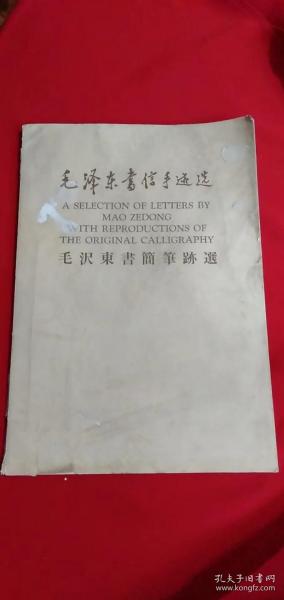 毛泽东書信手迹选
A SELECTION OF LETTERS BY
MAO ZEDONG
WITH REPRODUCTIONS OF
THE ORIGINAL CALLIGRAPHY
毛沢東書簡筆跡選
孔夫子旧书网
www.kongfz.com